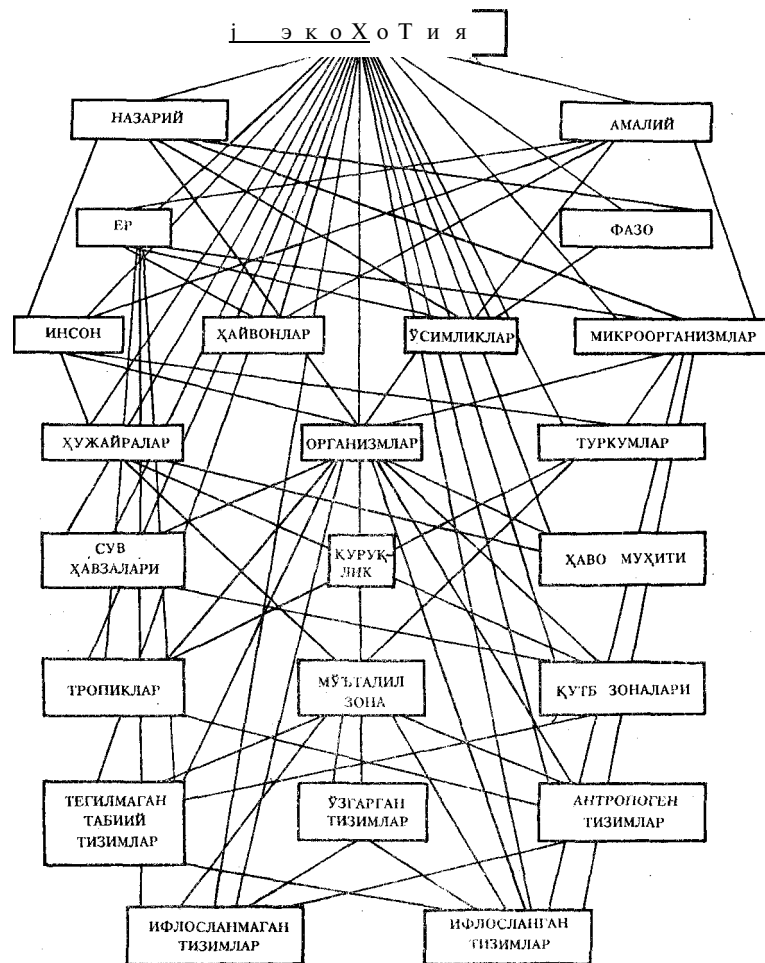 j экоХоТия
НАЗАРИЙ
АМАЛИЙ
ЕР
ФАЗО
ИНСОН
ҲАЙВОНЛАР
ЎСИМЛИКЛАР
МИКРООРГАНИЗМЛАР
ҲУЖАЙРАЛАР
ОРГАНИЗМЛАР
ТУРКУМЛАР
СУВ
ҲАВЗАЛАРИ
ҚУРУҚ-
ЛИК
ҲАВО МУҲИТИ
ТРОПИКЛАР
МЎЪТАДИЛ
ЗОНА
ҚУТБ ЗОНАЛАРИ
ТЕГИЛМАГАН
ТАБИИЙ
ТИЗИМЛАР
ЎЗГАРГАН
ТИЗИМЛАР
АНТРОПОГЕН
ТИЗИМЛАР
ИФЛОСЛАНМАГАН
ТИЗИМЛАР
ИФЛОСЛАНГАН
ТИЗИМЛАР